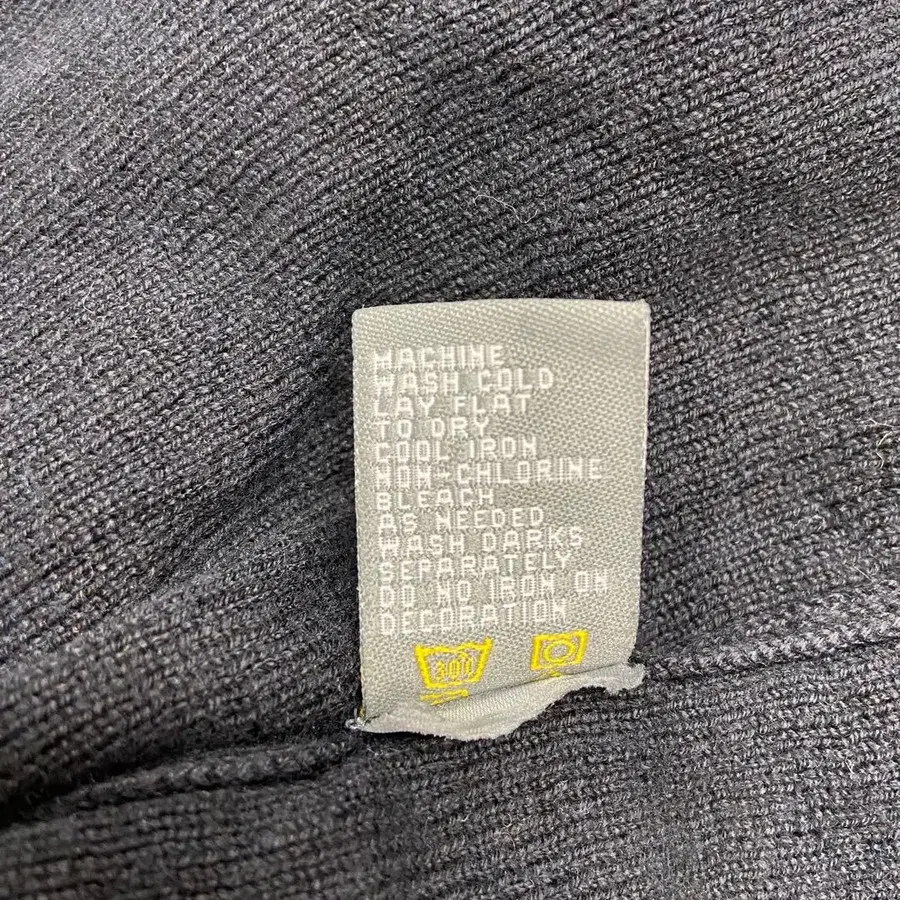 MACHINE
WASH COLD
LAY FLAT
TO DRY
COOL IRON
NON-CHLORINE
BLEACH
AS NEEDED
WASH DARKS
SEPARATELY
DO NO IRON ON
DECORATION